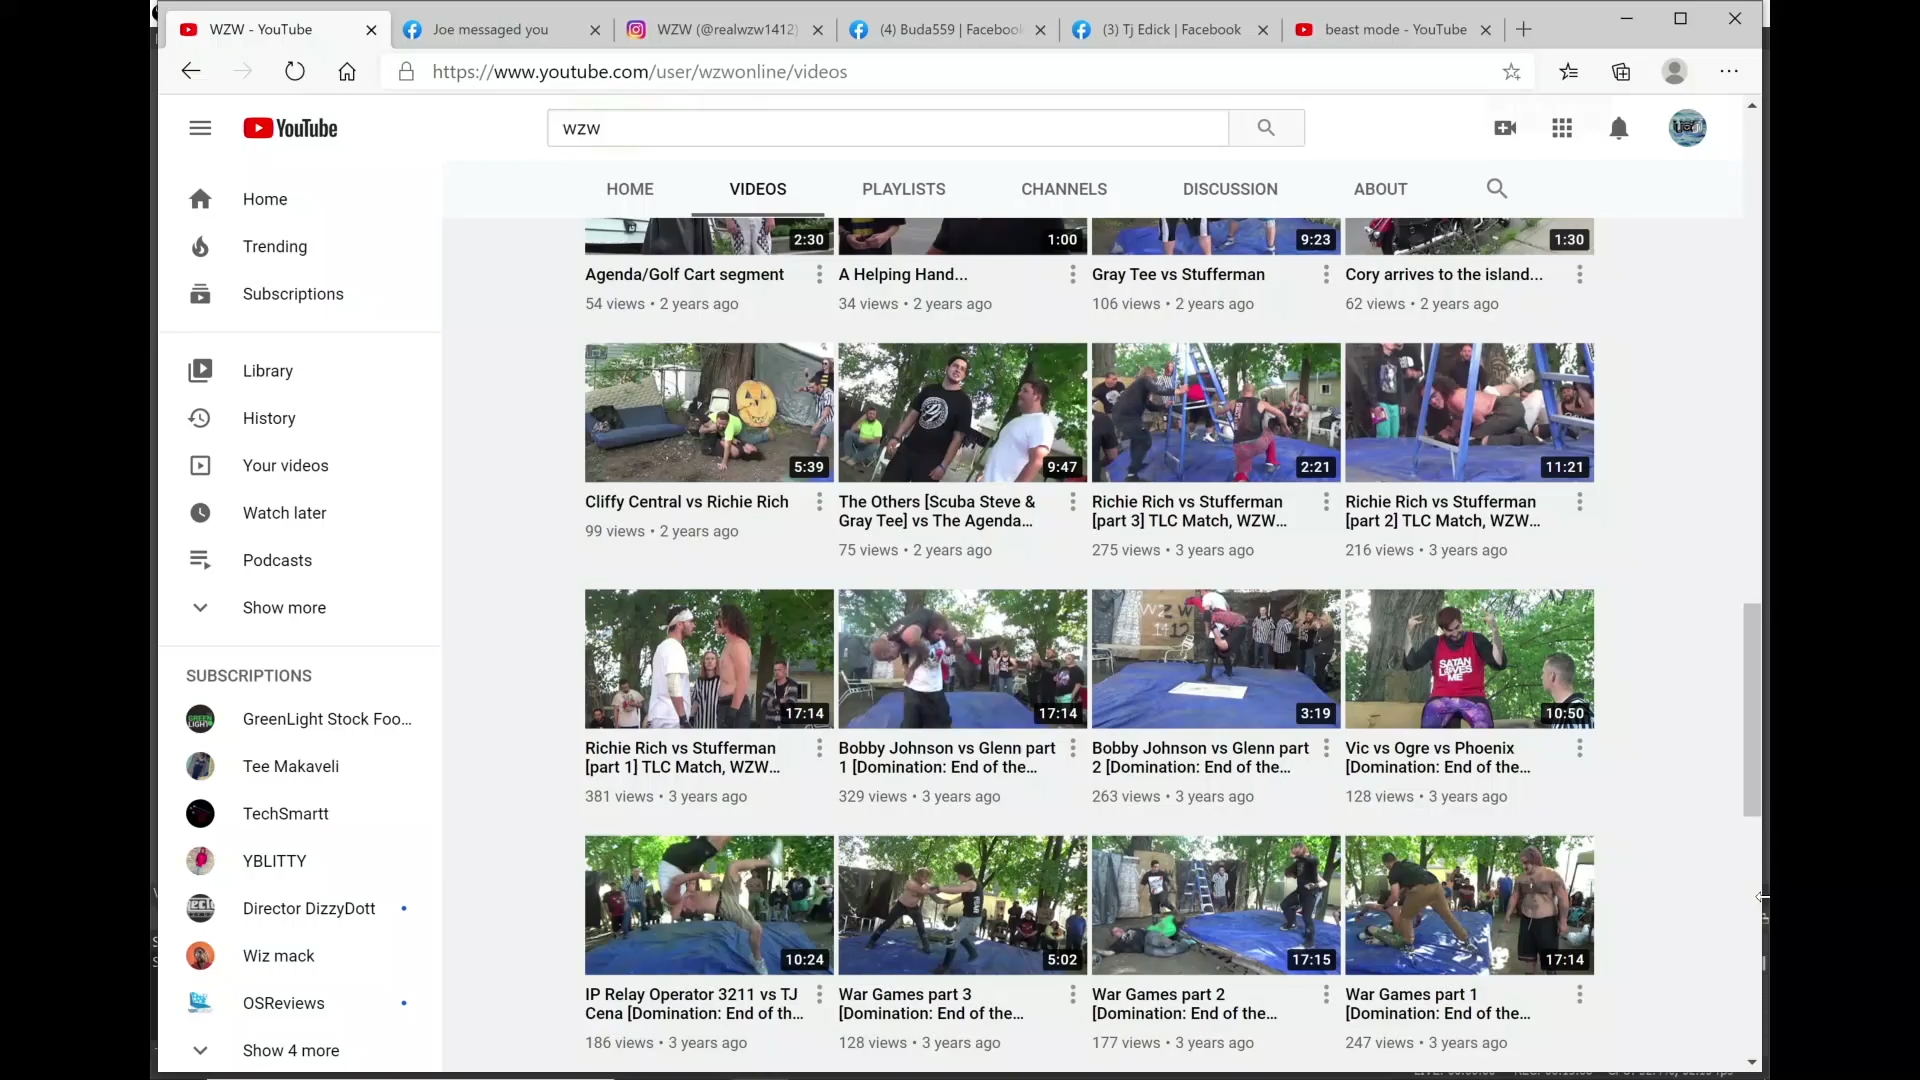 WZW - YouTube
Joe messaged you
WZW (@realwzw1412)
(4) Buda559 | Facebook
(3) Tj Edick | Facebook
beast mode - YouTube
https://www.youtube.com/user/wzwonline/videos
YouTube
wzw
HOME VIDEOS PLAYLISTS CHANNELS DISCUSSION ABOUT
Home
Trending
Subscriptions
Library
History
Your videos
Watch later
Podcasts
Show more
SUBSCRIPTIONS
GreenLight Stock Foo...
Tee Makaveli
TechSmartt
YBLITTY
Director DizzyDott
Wiz mack
OSReviews
Show 4 more
2:30
Agenda/Golf Cart segment
54 views • 2 years ago
1:00
A Helping Hand...
34 views • 2 years ago
9:23
Gray Tee vs Stufferman
106 views • 2 years ago
1:30
Cory arrives to the island...
62 views • 2 years ago
5:39
Cliffy Central vs Richie Rich
99 views • 2 years ago
9:47
The Others [Scuba Steve &
Gray Tee] vs The Agenda...
75 views • 2 years ago
2:21
Richie Rich vs Stufferman
[part 3] TLC Match, WZW...
275 views • 3 years ago
11:21
Richie Rich vs Stufferman
[part 2] TLC Match, WZW...
216 views • 3 years ago
17:14
Richie Rich vs Stufferman
[part 1] TLC Match, WZW...
381 views • 3 years ago
17:14
Bobby Johnson vs Glenn part
1 [Domination: End of the...
329 views • 3 years ago
WZW
1412
3:19
Bobby Johnson vs Glenn part
2 [Domination: End of the...
263 views • 3 years ago
SATAN
LOVES
ME
10:50
Vic vs Ogre vs Phoenix
[Domination: End of the...
128 views • 3 years ago
10:24
IP Relay Operator 3211 vs TJ
Cena [Domination: End of th...
186 views • 3 years ago
5:02
War Games part 3
[Domination: End of the...
128 views • 3 years ago
17:15
War Games part 2
[Domination: End of the...
177 views • 3 years ago
17:14
War Games part 1
[Domination: End of the...
247 views • 3 years ago